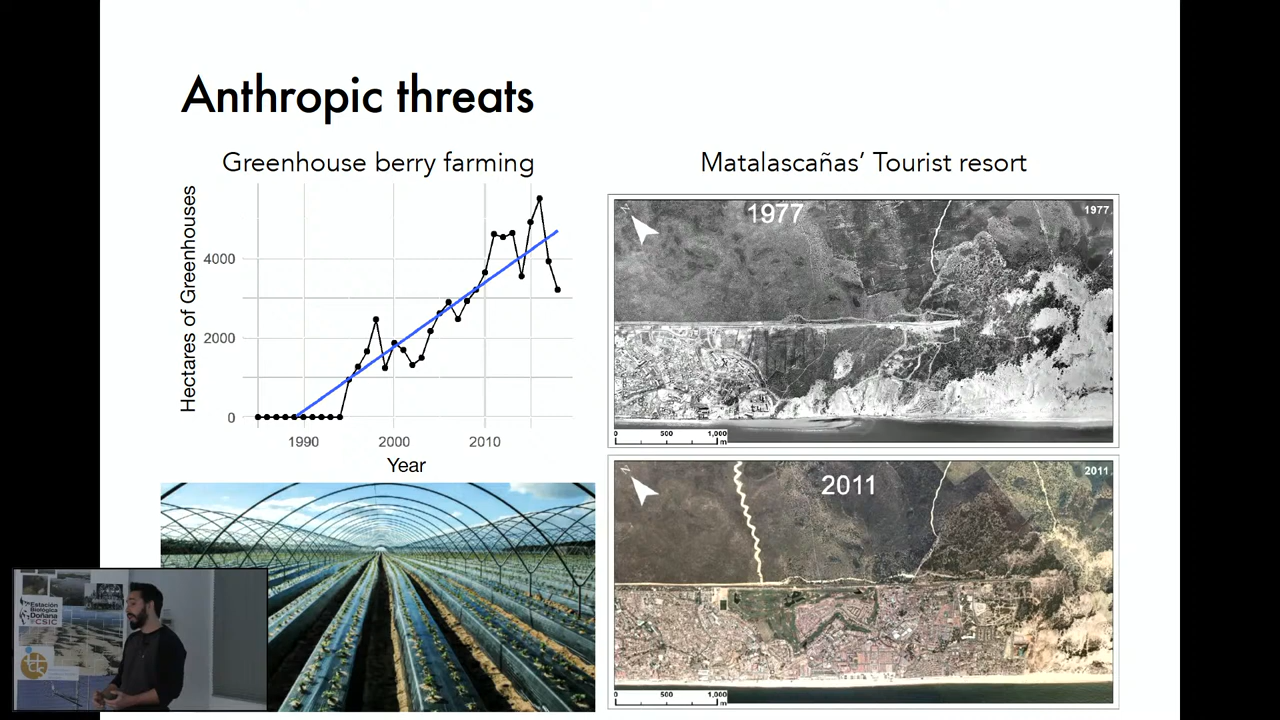 Anthropic threats
Greenhouse berry farming
Hectares of Greenhouses
4000
2000
0
1990
2000
2010
Year
Matalascañas' Tourist resort
N
1977
1977
0 500 1,000
m
N
2011
2011
0 500 1,000
m
Estación
Biológica
Doñana
CSIC